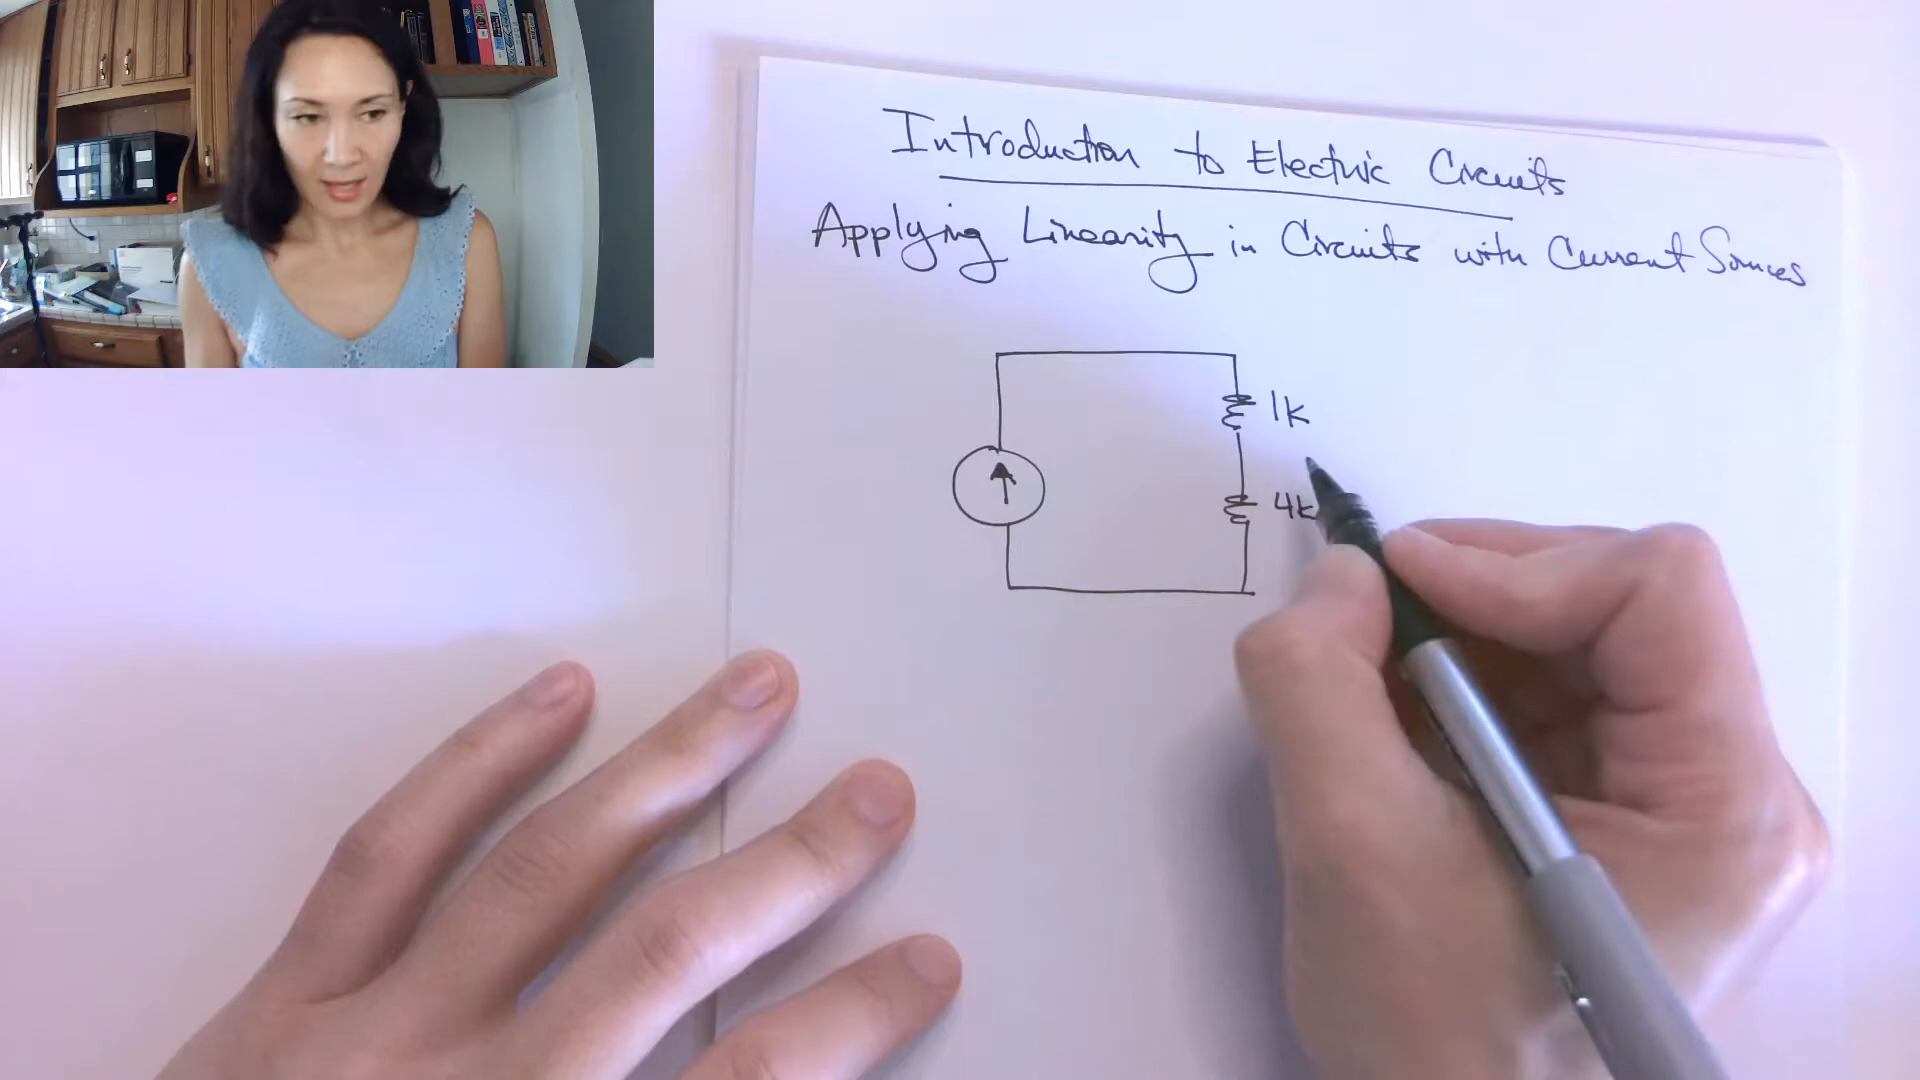 Introduction to Electric Circuits
Applying Linearity in Circuits with Current Sources
1k
4k